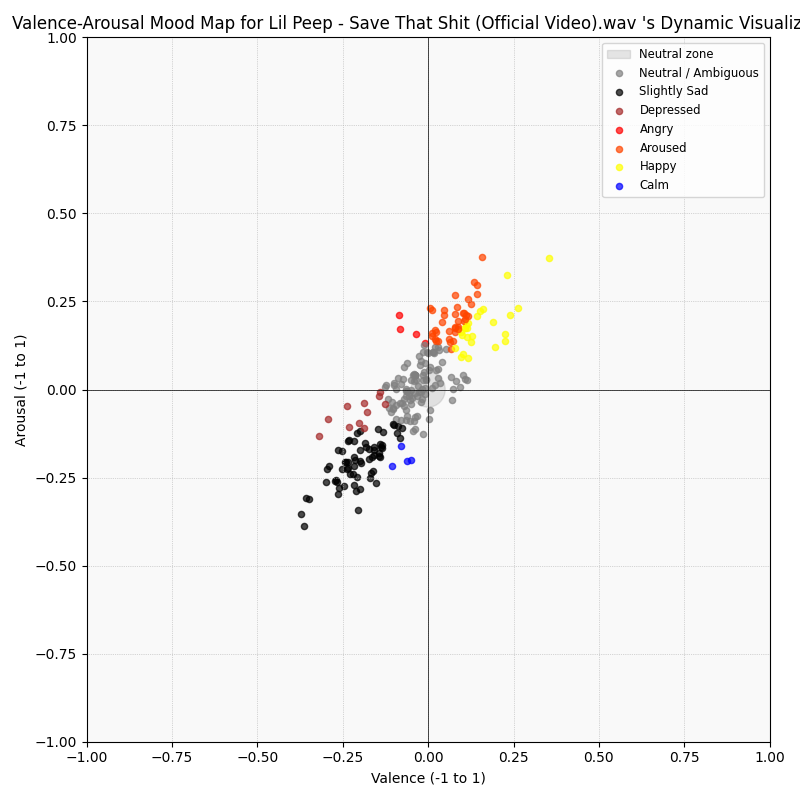 Valence-Arousal Mood Map for Lil Peep - Save That Shit (Official Video).wav 's Dynamic Visualiz
1.00
0.75
0.50
0.25
0.00
−0.25
−0.50
−0.75
−1.00
Arousal (-1 to 1)
Neutral zone
Neutral / Ambiguous
Slightly Sad
Depressed
Angry
Aroused
Happy
Calm
−1.00 −0.75 −0.50 −0.25 0.00 0.25 0.50 0.75 1.00
Valence (-1 to 1)